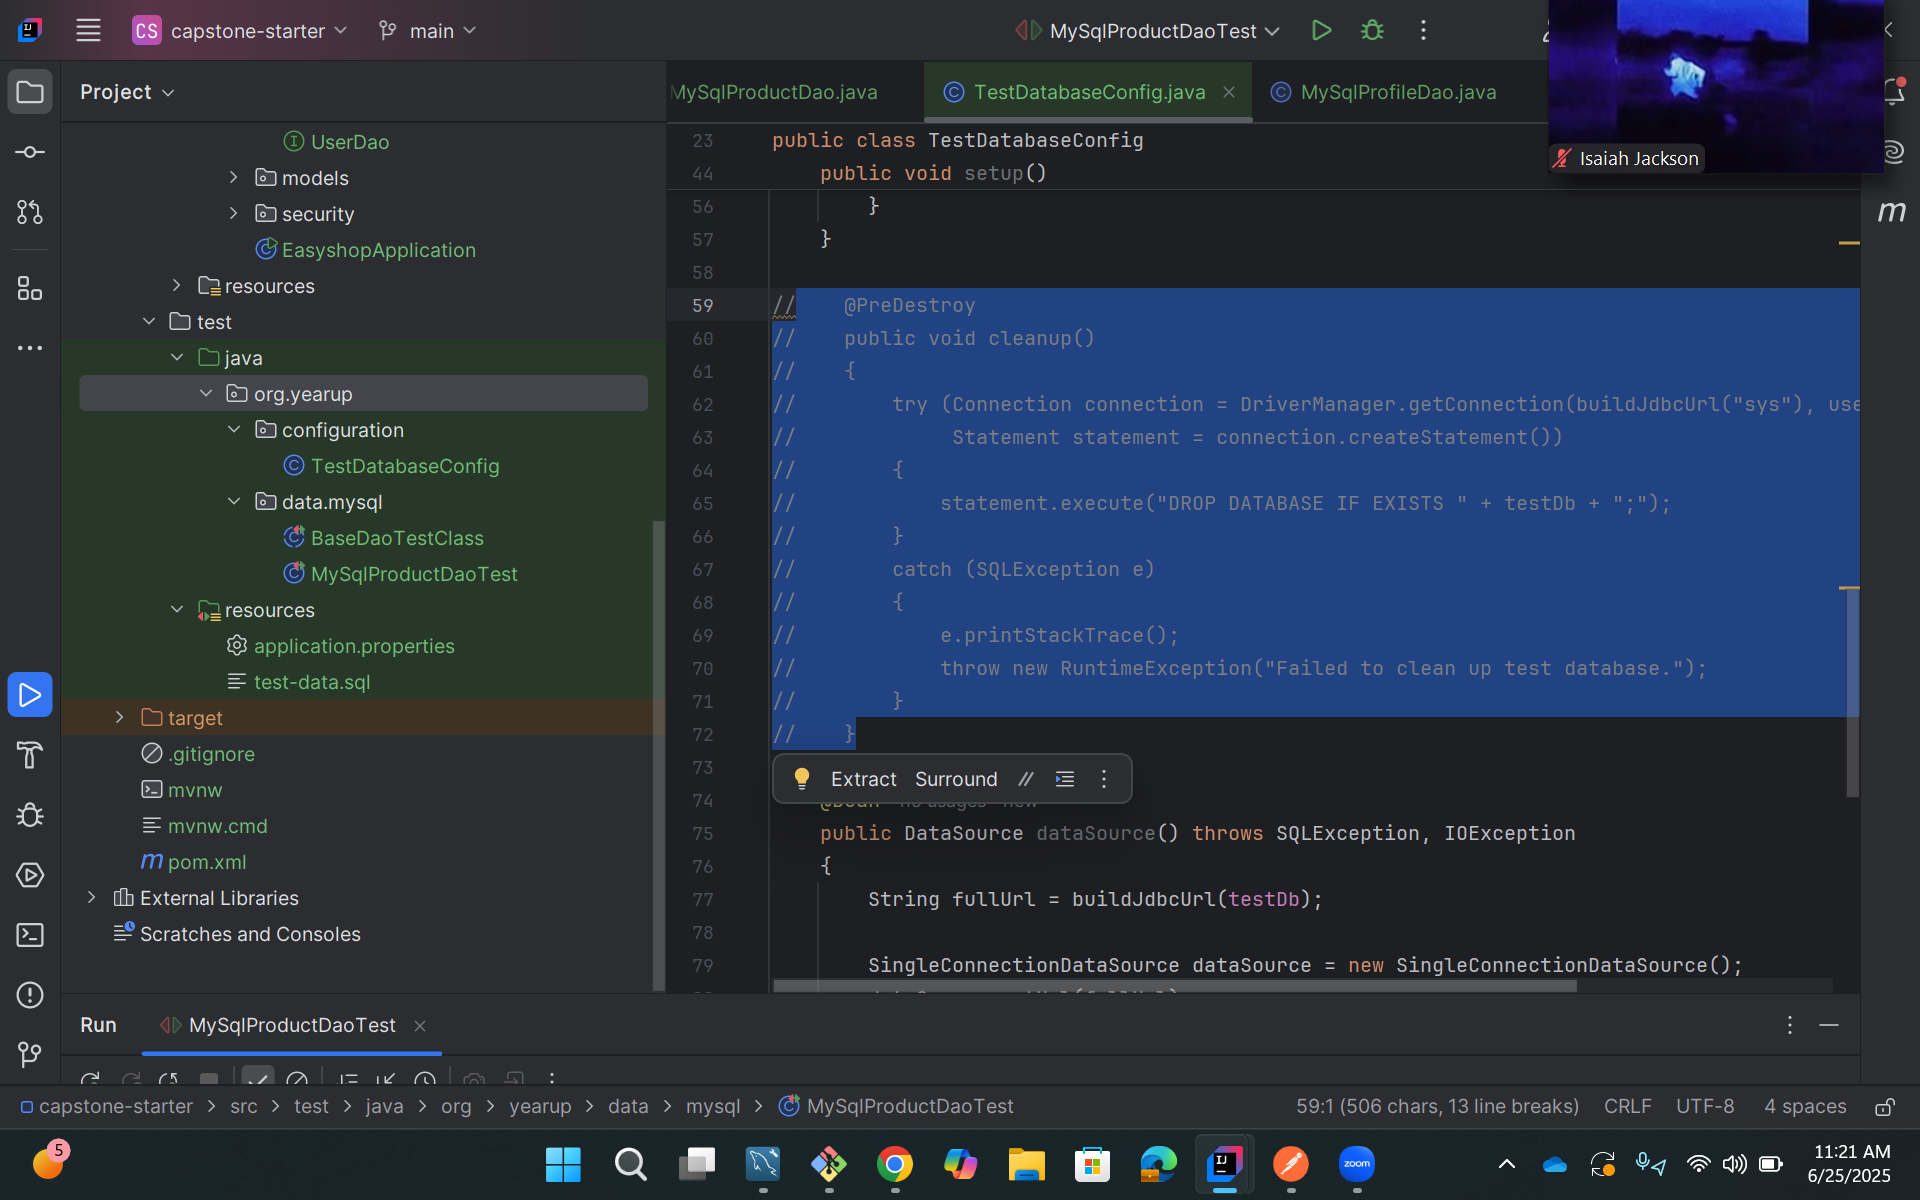 CS capstone-starter main MySqlProductDaoTest
Project
MySqlProductDao.java TestDatabaseConfig.java MySqlProfileDao.java
Isaiah Jackson
UserDao
models
security
EasyshopApplication
resources
test
java
org.yearup
configuration
TestDatabaseConfig
data.mysql
BaseDaoTestClass
MySqlProductDaoTest
resources
application.properties
test-data.sql
target
.gitignore
mvnw
mvnw.cmd
m pom.xml
External Libraries
Scratches and Consoles
m
23 public class TestDatabaseConfig
44 public void setup()
56 }
57 }
58
59 // @PreDestroy
60 // public void cleanup()
61 // {
62 // try (Connection connection = DriverManager.getConnection(buildJdbcUrl("sys"), use
63 // Statement statement = connection.createStatement())
64 // {
65 // statement.execute("DROP DATABASE IF EXISTS " + testDb + ";");
66 // }
67 // catch (SQLException e)
68 // {
69 // e.printStackTrace();
70 // throw new RuntimeException("Failed to clean up test database.");
71 // }
72 // }
73
Extract Surround //
74
75 public DataSource dataSource() throws SQLException, IOException
76 {
77 String fullUrl = buildJdbcUrl(testDb);
78
79 SingleConnectionDataSource dataSource = new SingleConnectionDataSource();
Run MySqlProductDaoTest
capstone-starter > src > test > java > org > yearup > data > mysql > MySqlProductDaoTest
59:1 (506 chars, 13 line breaks) CRLF UTF-8 4 spaces
5
IJ
zoom
11:21 AM
6/25/2025